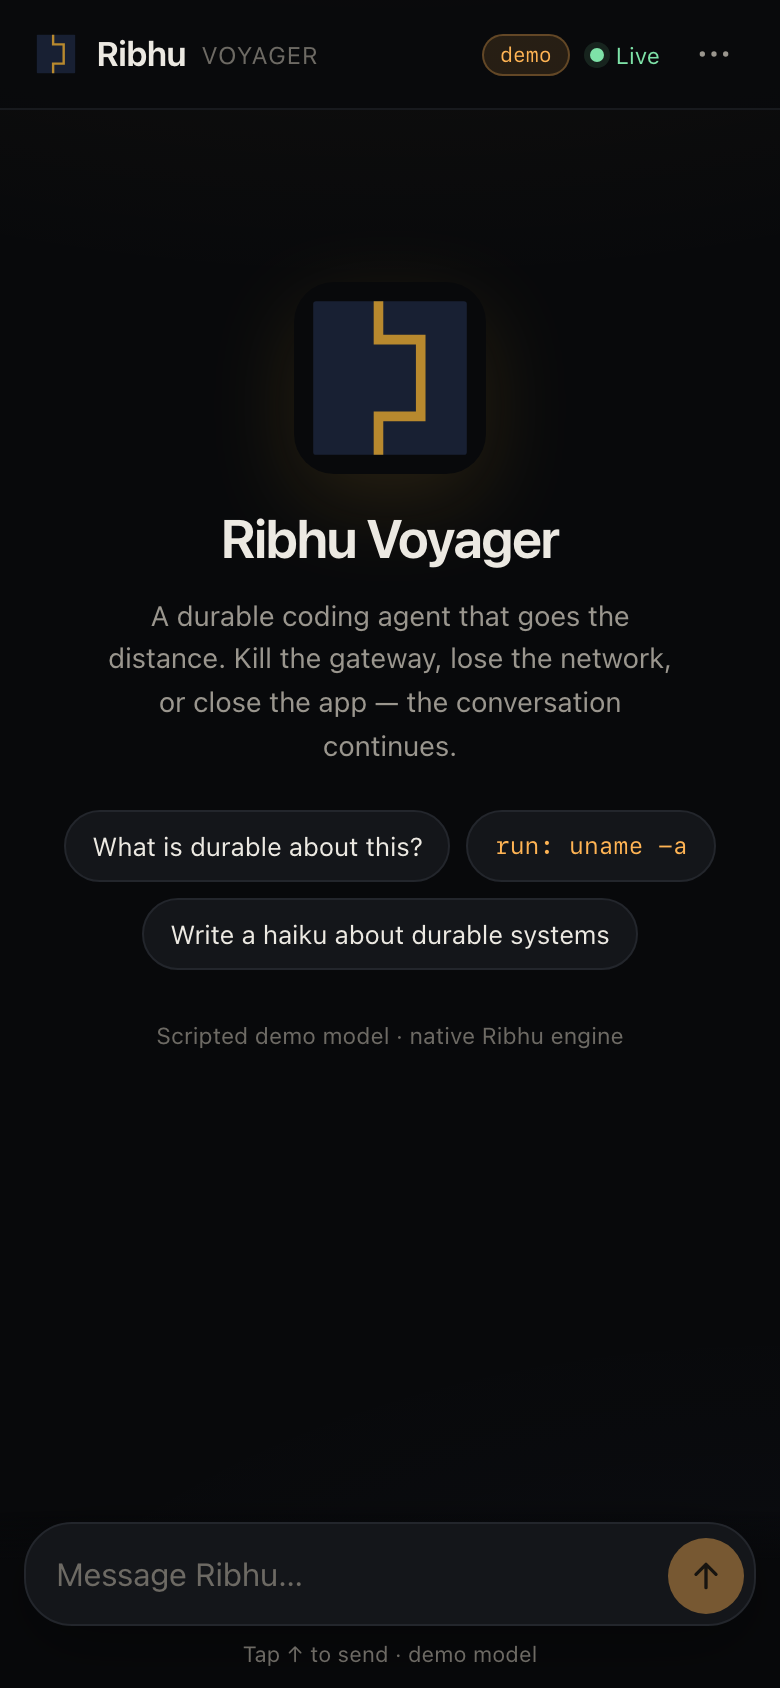 Ribhu VOYAGER demo Live ···
Ribhu Voyager
A durable coding agent that goes the
distance. Kill the gateway, lose the network,
or close the app — the conversation
continues.
What is durable about this? run: uname -a
Write a haiku about durable systems
Scripted demo model · native Ribhu engine
Message Ribhu...
Tap ↑ to send · demo model